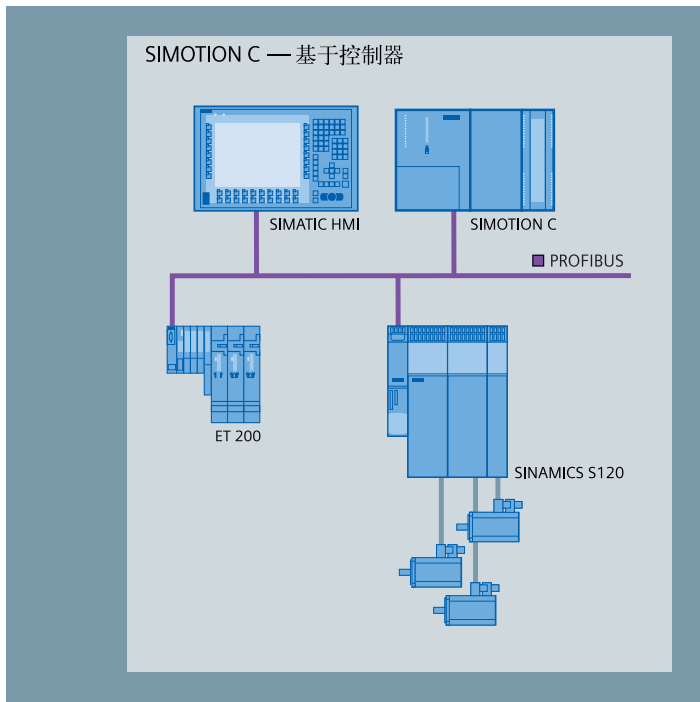 SIMOTION C — 基于控制器
SIMATIC HMI
SIMOTION C
PROFIBUS
ET 200
SINAMICS S120